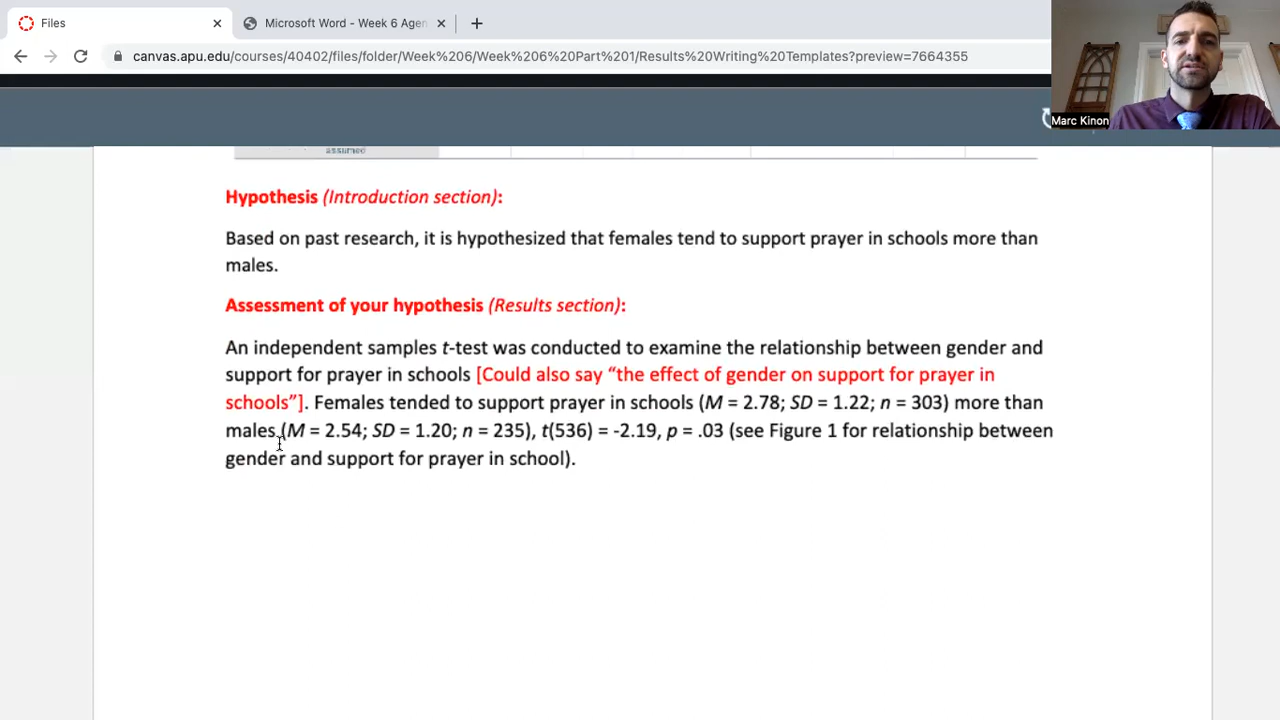 Files
Microsoft Word - Week 6 Agen
canvas.apu.edu/courses/40402/files/folder/Week%206/Week%206%20Part%201/Results%20Writing%20Templates?preview=7664355
Marc Kinon
assumed
Hypothesis (Introduction section):
Based on past research, it is hypothesized that females tend to support prayer in schools more than
males.
Assessment of your hypothesis (Results section):
An independent samples t-test was conducted to examine the relationship between gender and
support for prayer in schools [Could also say “the effect of gender on support for prayer in
schools”]. Females tended to support prayer in schools (M = 2.78; SD = 1.22; n = 303) more than
males (M = 2.54; SD = 1.20; n = 235), t(536) = -2.19, p = .03 (see Figure 1 for relationship between
gender and support for prayer in school).